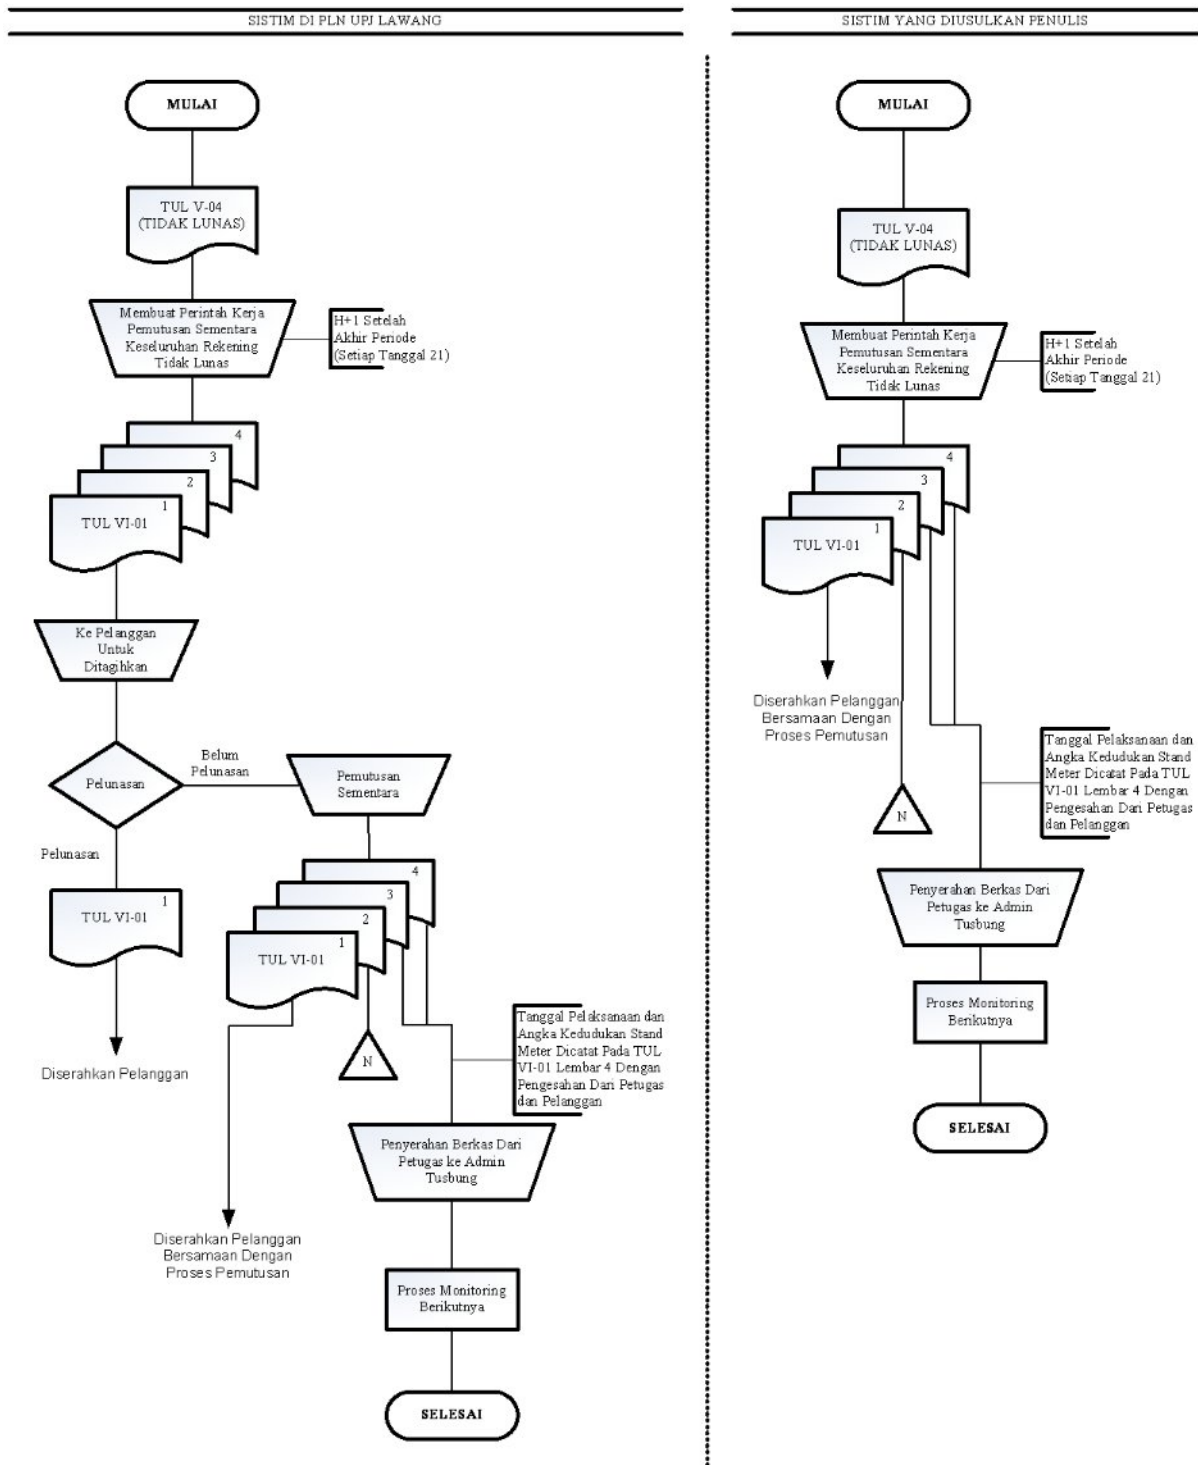 SISTIM DI PLN UPJ LAWANG
MULAI
TUL V-04
(TIDAK LUNAS)
Membuat Perintah Kerja
Pemutusan Sementara
Keseluruhan Rekening
Tidak Lunas
H+1 Setelah
Akhir Periode
(Setiap Tanggal 21)
4
3
2
1
TUL VI-01
Ke Pelanggan
Untuk
Ditagihkan
Pelunasan
Belum
Pelunasan
Pemutusan
Sementara
Pelunasan
1
TUL VI-01
Diserahkan Pelanggan
4
3
2
1
TUL VI-01
N
Tanggal Pelaksanaan dan
Angka Kedudukan Stand
Meter Dicatat Pada TUL
VI-01 Lembar 4 Dengan
Pengesahan Dari Petugas
dan Pelanggan
Diserahkan Pelanggan
Bersamaan Dengan
Proses Pemutusan
Penyerahan Berkas Dari
Petugas ke Admin
Tusbung
Proses Monitoring
Berikutnya
SELESAI
SISTIM YANG DIUSULKAN PENULIS
MULAI
TUL V-04
(TIDAK LUNAS)
Membuat Perintah Kerja
Pemutusan Sementara
Keseluruhan Rekening
Tidak Lunas
H+1 Setelah
Akhir Periode
(Setiap Tanggal 21)
4
3
2
1
TUL VI-01
Diserahkan Pelanggan
Bersamaan Dengan
Proses Pemutusan
N
Tanggal Pelaksanaan dan
Angka Kedudukan Stand
Meter Dicatat Pada TUL
VI-01 Lembar 4 Dengan
Pengesahan Dari Petugas
dan Pelanggan
Penyerahan Berkas Dari
Petugas ke Admin
Tusbung
Proses Monitoring
Berikutnya
SELESAI